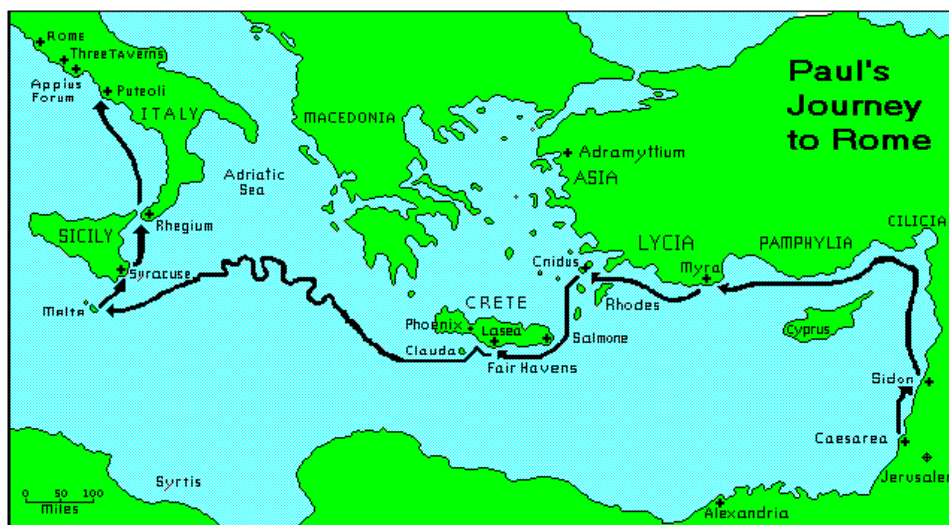 Paul's
Journey
to Rome
Rome
Three Taverns
Appius
Forum
Puteoli
ITALY
MACEDONIA
Adramyttium
ASIA
Adriatic
Sea
CILICIA
SICILY
Rhegium
LYCIA
PAMPHYLIA
Cnidus
Myra
Syracuse
Malta
CRETE
Rhodes
Phoenix
Lasea
Salmone
Cyprus
Clauda
Fair Havens
Sidon
Caesarea
Jerusalem
Syrtis
0 50 100
Miles
Alexandria